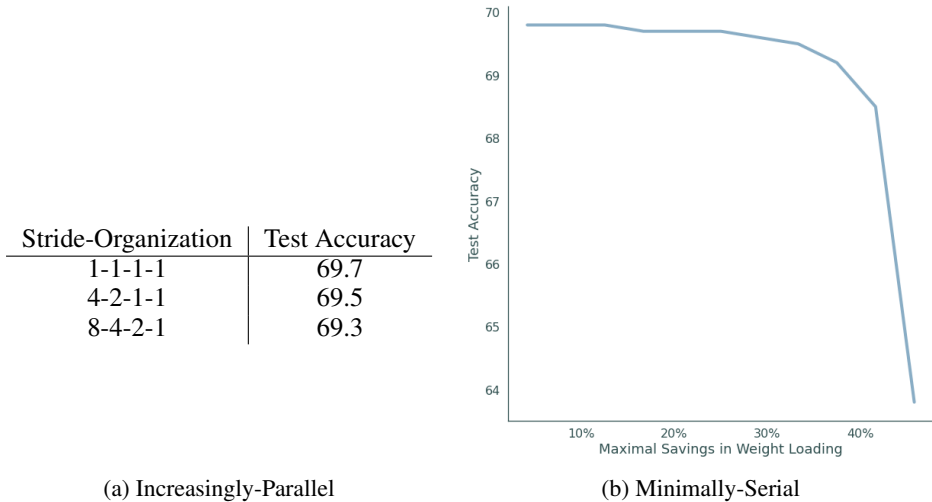 Stride-Organization Test Accuracy
1-1-1-1 69.7
4-2-1-1 69.5
8-4-2-1 69.3
(a) Increasingly-Parallel
70
69
68
67
66
65
64
Test Accuracy
10% 20% 30% 40%
Maximal Savings in Weight Loading
(b) Minimally-Serial